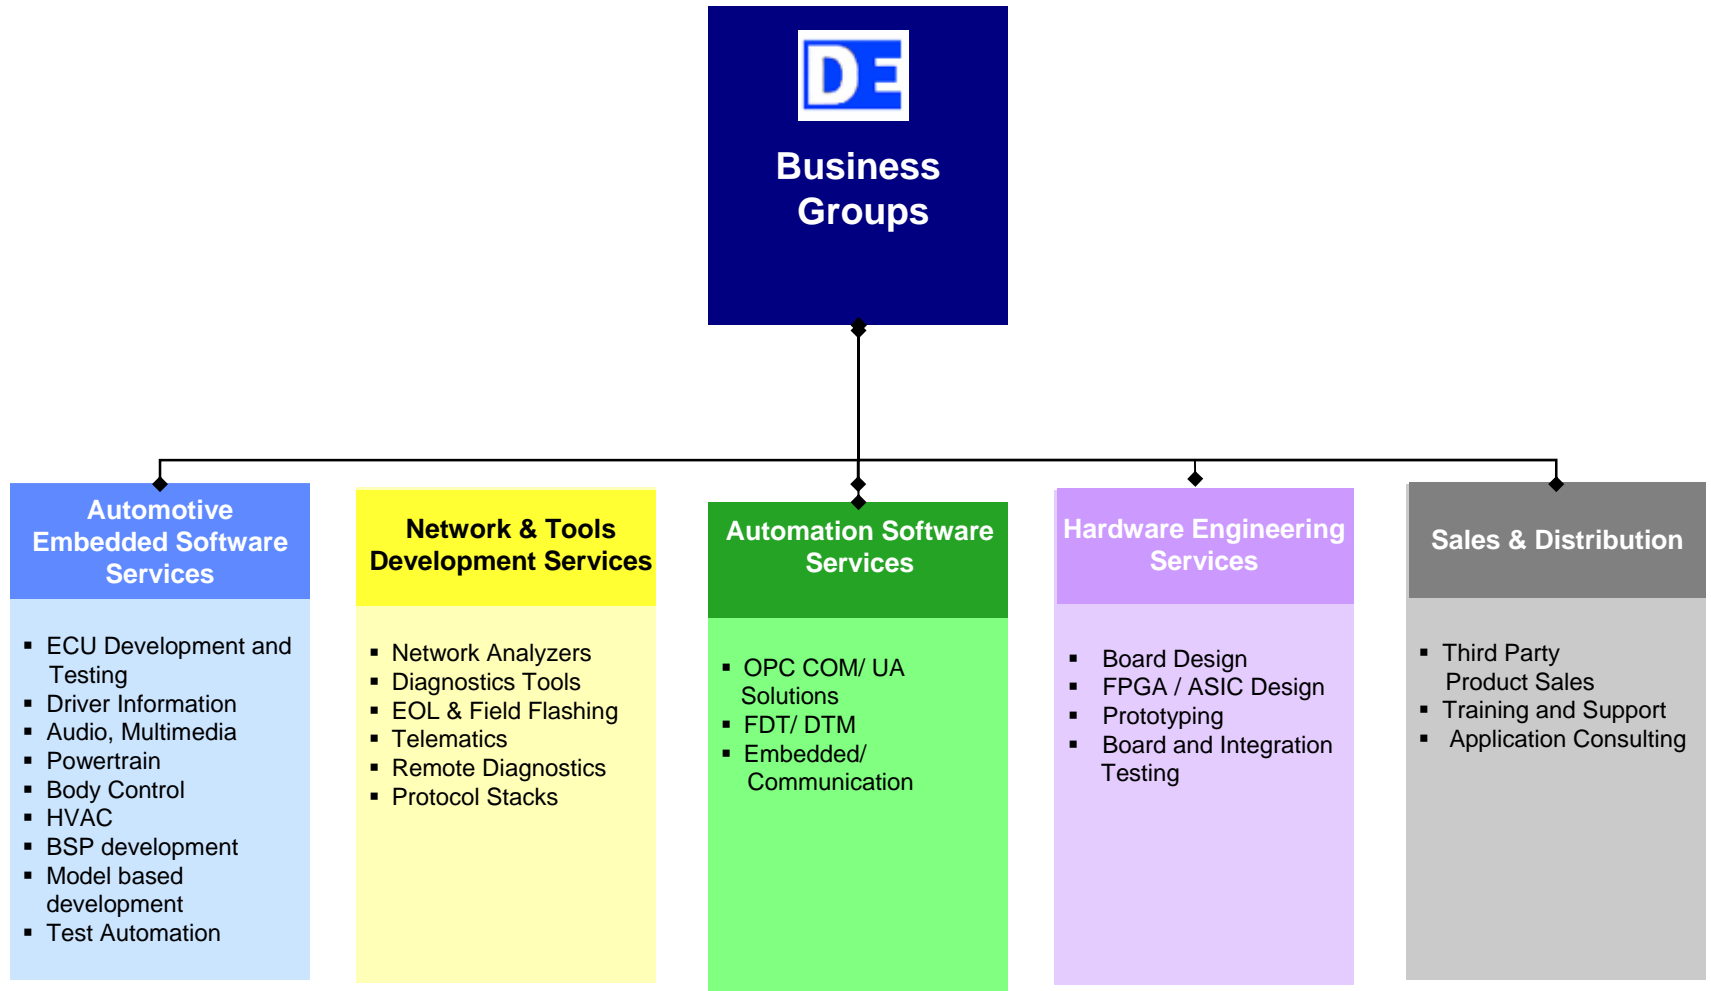 DE
Business
Groups
Automotive
Embedded Software
Services
▪ ECU Development and
Testing
▪ Driver Information
▪ Audio, Multimedia
▪ Powertrain
▪ Body Control
▪ HVAC
▪ BSP development
▪ Model based
development
▪ Test Automation
Network & Tools
Development Services
▪ Network Analyzers
▪ Diagnostics Tools
▪ EOL & Field Flashing
▪ Telematics
▪ Remote Diagnostics
▪ Protocol Stacks
Automation Software
Services
▪ OPC COM/ UA
Solutions
▪ FDT/ DTM
▪ Embedded/
Communication
Hardware Engineering
Services
▪ Board Design
▪ FPGA / ASIC Design
▪ Prototyping
▪ Board and Integration
Testing
Sales & Distribution
▪ Third Party
Product Sales
▪ Training and Support
▪ Application Consulting